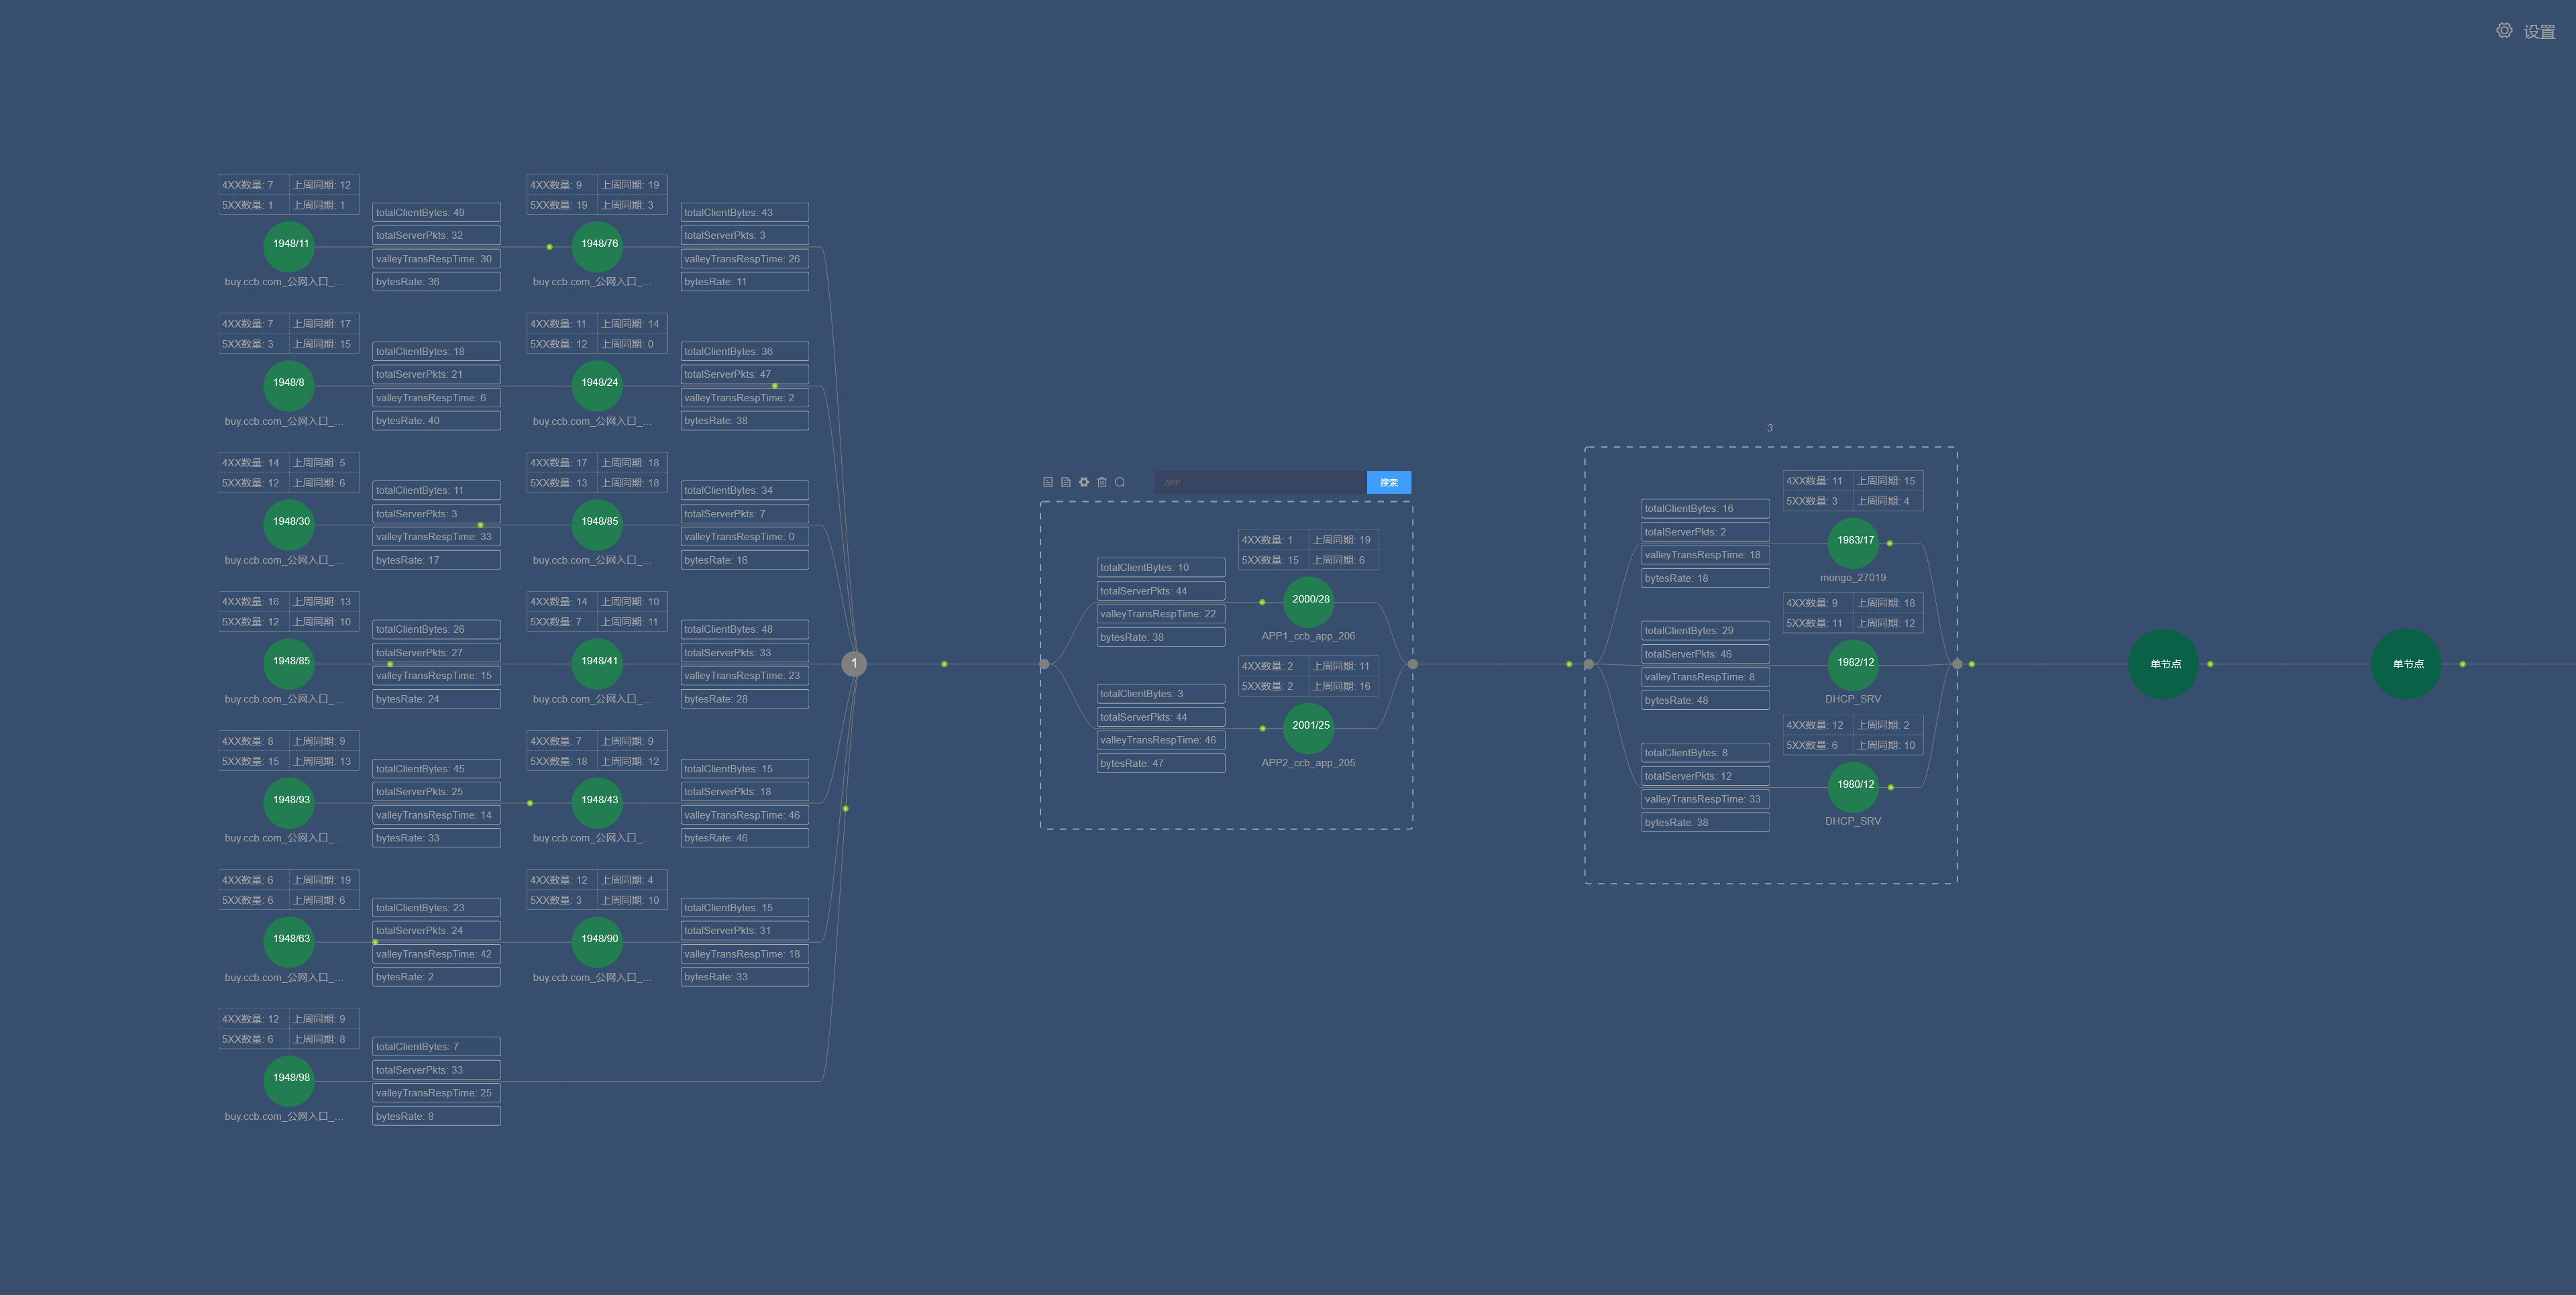 设置
4XX数量: 7 上周同期: 12
5XX数量: 1 上周同期: 1
1948/11
buy.ccb.com_公网入口_...
totalClientBytes: 49
totalServerPkts: 32
valleyTransRespTime: 30
bytesRate: 36
4XX数量: 9 上周同期: 19
5XX数量: 19 上周同期: 3
1948/76
buy.ccb.com_公网入口_...
totalClientBytes: 43
totalServerPkts: 3
valleyTransRespTime: 26
bytesRate: 11
4XX数量: 7 上周同期: 17
5XX数量: 3 上周同期: 15
1948/8
buy.ccb.com_公网入口_...
totalClientBytes: 18
totalServerPkts: 21
valleyTransRespTime: 6
bytesRate: 40
4XX数量: 11 上周同期: 14
5XX数量: 12 上周同期: 0
1948/24
buy.ccb.com_公网入口_...
totalClientBytes: 36
totalServerPkts: 47
valleyTransRespTime: 2
bytesRate: 38
4XX数量: 14 上周同期: 5
5XX数量: 12 上周同期: 6
1948/30
buy.ccb.com_公网入口_...
totalClientBytes: 11
totalServerPkts: 3
valleyTransRespTime: 33
bytesRate: 17
4XX数量: 17 上周同期: 18
5XX数量: 13 上周同期: 18
1948/85
buy.ccb.com_公网入口_...
totalClientBytes: 34
totalServerPkts: 7
valleyTransRespTime: 0
bytesRate: 16
4XX数量: 16 上周同期: 13
5XX数量: 12 上周同期: 10
1948/85
buy.ccb.com_公网入口_...
totalClientBytes: 26
totalServerPkts: 27
valleyTransRespTime: 15
bytesRate: 24
4XX数量: 14 上周同期: 10
5XX数量: 7 上周同期: 11
1948/41
buy.ccb.com_公网入口_...
totalClientBytes: 48
totalServerPkts: 33
valleyTransRespTime: 23
bytesRate: 28
4XX数量: 8 上周同期: 9
5XX数量: 15 上周同期: 13
1948/93
buy.ccb.com_公网入口_...
totalClientBytes: 45
totalServerPkts: 25
valleyTransRespTime: 14
bytesRate: 33
4XX数量: 7 上周同期: 9
5XX数量: 18 上周同期: 12
1948/43
buy.ccb.com_公网入口_...
totalClientBytes: 15
totalServerPkts: 18
valleyTransRespTime: 46
bytesRate: 46
4XX数量: 6 上周同期: 19
5XX数量: 6 上周同期: 6
1948/63
buy.ccb.com_公网入口_...
totalClientBytes: 23
totalServerPkts: 24
valleyTransRespTime: 42
bytesRate: 2
4XX数量: 12 上周同期: 4
5XX数量: 3 上周同期: 10
1948/90
buy.ccb.com_公网入口_...
totalClientBytes: 15
totalServerPkts: 31
valleyTransRespTime: 18
bytesRate: 33
4XX数量: 12 上周同期: 9
5XX数量: 6 上周同期: 8
1948/98
buy.ccb.com_公网入口_...
totalClientBytes: 7
totalServerPkts: 33
valleyTransRespTime: 25
bytesRate: 8
1
APP
搜索
totalClientBytes: 10
totalServerPkts: 44
valleyTransRespTime: 22
bytesRate: 38
4XX数量: 1 上周同期: 19
5XX数量: 15 上周同期: 6
2000/28
APP1_ccb_app_206
totalClientBytes: 3
totalServerPkts: 44
valleyTransRespTime: 46
bytesRate: 47
4XX数量: 2 上周同期: 11
5XX数量: 2 上周同期: 16
2001/25
APP2_ccb_app_205
3
totalClientBytes: 16
totalServerPkts: 2
valleyTransRespTime: 18
bytesRate: 18
4XX数量: 11 上周同期: 15
5XX数量: 3 上周同期: 4
1983/17
mongo_27019
totalClientBytes: 29
totalServerPkts: 46
valleyTransRespTime: 8
bytesRate: 48
4XX数量: 9 上周同期: 18
5XX数量: 11 上周同期: 12
1982/12
DHCP_SRV
totalClientBytes: 8
totalServerPkts: 12
valleyTransRespTime: 33
bytesRate: 38
4XX数量: 12 上周同期: 2
5XX数量: 6 上周同期: 10
1980/12
DHCP_SRV
单节点
单节点